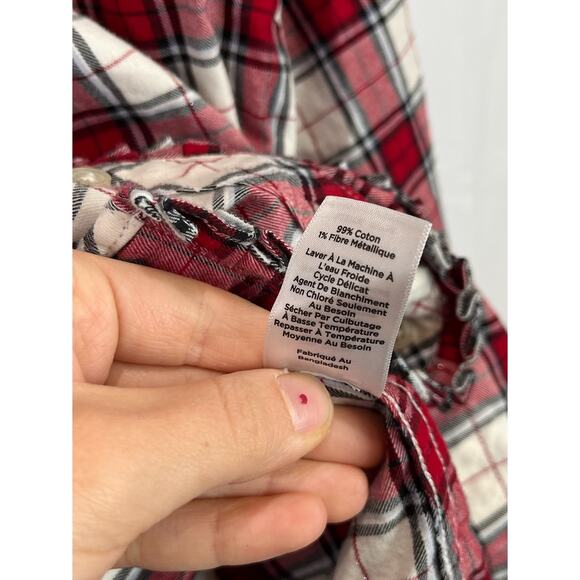 99% Coton
1% Fibre Métallique
Laver À La Machine À
L'eau Froide
Cycle Délicat
Agent De Blanchiment
Non Chloré Seulement
Au Besoin
Sécher Par Culbutage
À Basse Température
Repasser À Température
Moyenne Au Besoin
Fabriqué Au
Bangladesh